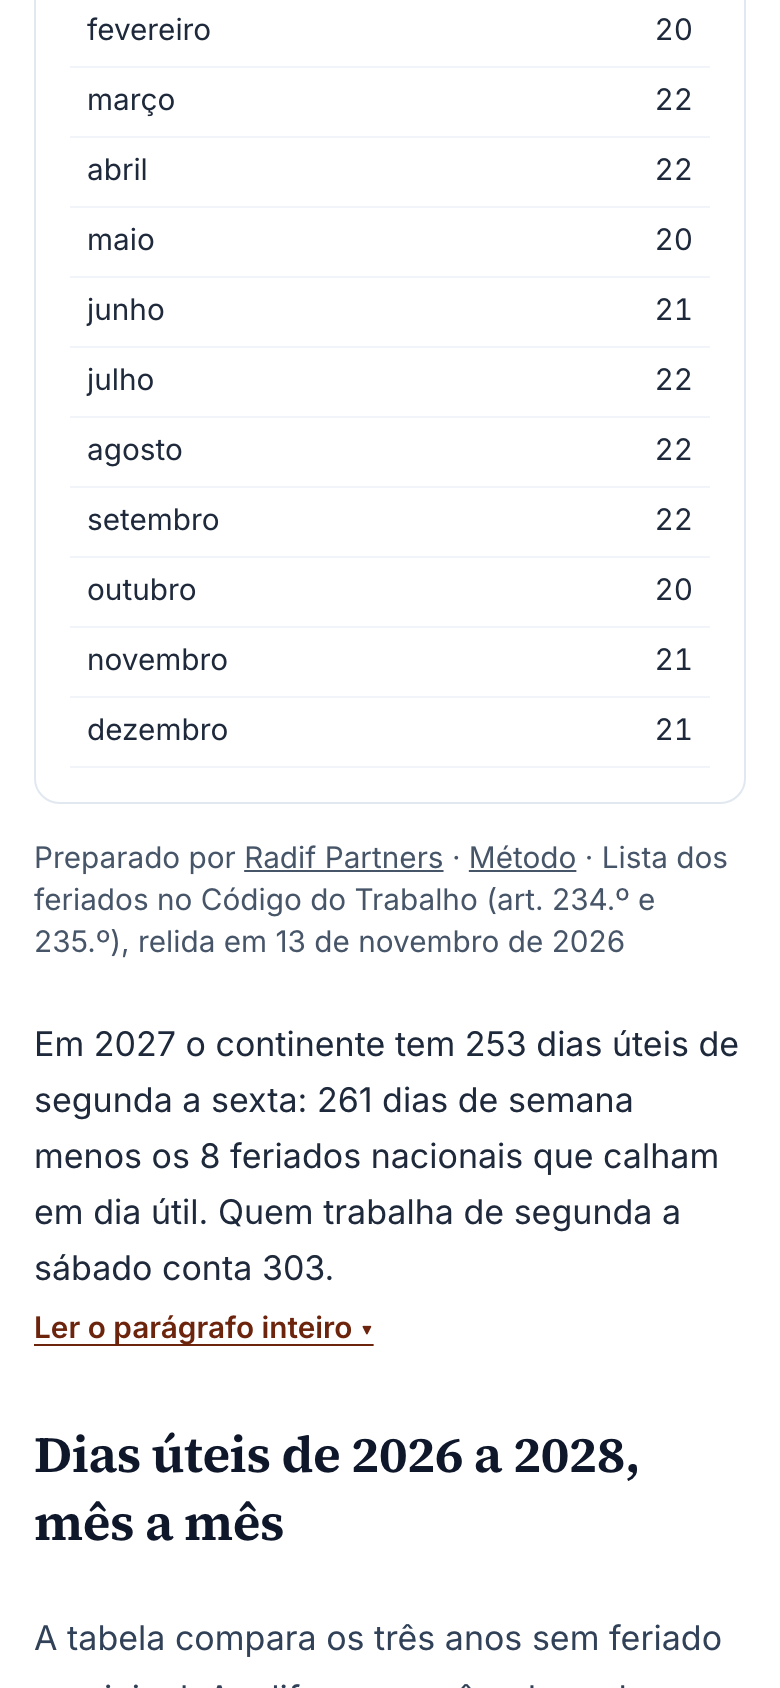 fevereiro 20
março 22
abril 22
maio 20
junho 21
julho 22
agosto 22
setembro 22
outubro 20
novembro 21
dezembro 21
Preparado por Radif Partners · Método · Lista dos
feriados no Código do Trabalho (art. 234.º e
235.º), relida em 13 de novembro de 2026
Em 2027 o continente tem 253 dias úteis de
segunda a sexta: 261 dias de semana
menos os 8 feriados nacionais que calham
em dia útil. Quem trabalha de segunda a
sábado conta 303.
Ler o parágrafo inteiro ▾
Dias úteis de 2026 a 2028,
mês a mês
A tabela compara os três anos sem feriado